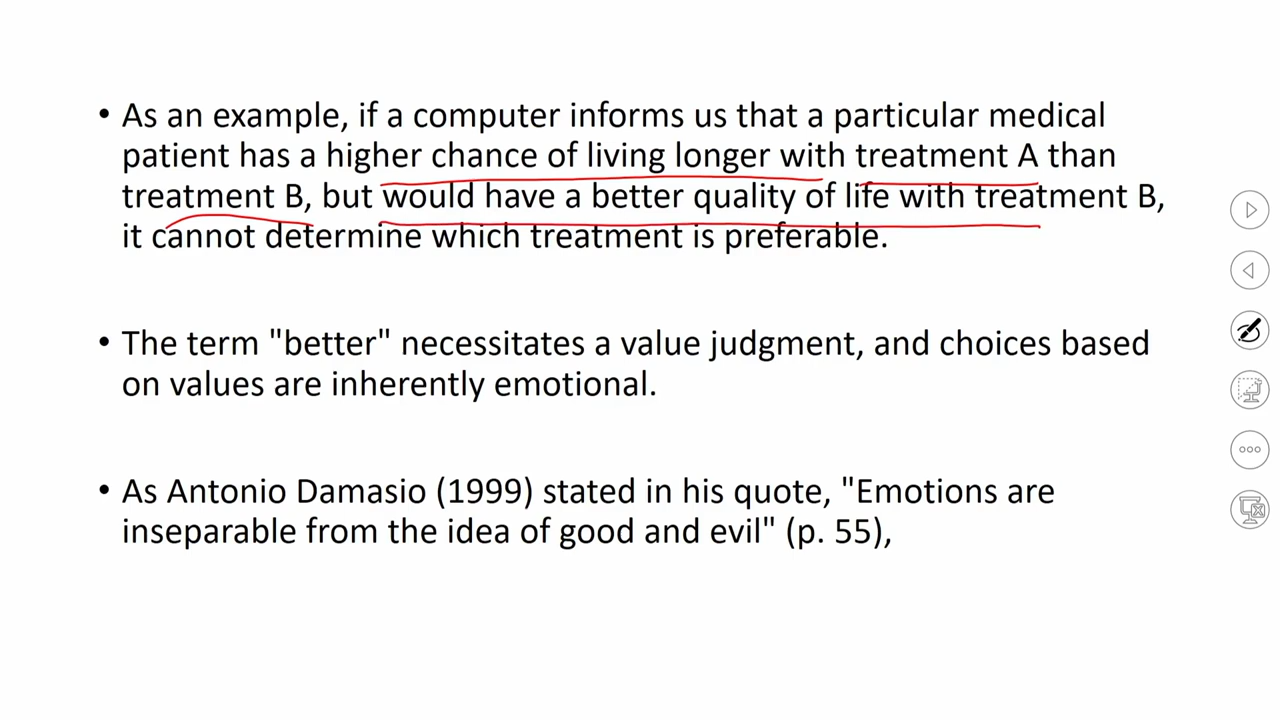 • As an example, if a computer informs us that a particular medical
patient has a higher chance of living longer with treatment A than
treatment B, but would have a better quality of life with treatment B,
it cannot determine which treatment is preferable.
• The term "better" necessitates a value judgment, and choices based
on values are inherently emotional.
• As Antonio Damasio (1999) stated in his quote, "Emotions are
inseparable from the idea of good and evil" (p. 55),